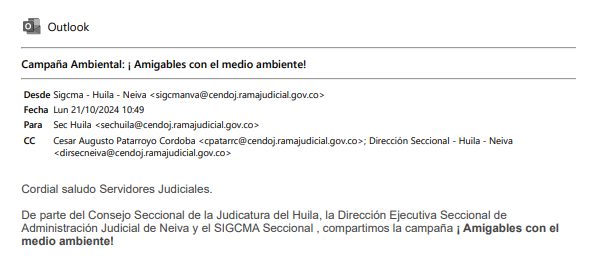 Outlook
Campaña Ambiental: ¡ Amigables con el medio ambiente!
Desde Sigcma - Huila - Neiva <sigcmanva@cendoj.ramajudicial.gov.co>
Fecha Lun 21/10/2024 10:49
Para Sec Huila <sechuila@cendoj.ramajudicial.gov.co>
CC Cesar Augusto Patarroyo Cordoba <cpatarrc@cendoj.ramajudicial.gov.co>; Dirección Seccional - Huila - Neiva
<dirsecneiva@cendoj.ramajudicial.gov.co>
Cordial saludo Servidores Judiciales.
De parte del Consejo Seccional de la Judicatura del Huila, la Dirección Ejecutiva Seccional de
Administración Judicial de Neiva y el SIGCMA Seccional , compartimos la campaña ¡ Amigables con el
medio ambiente!